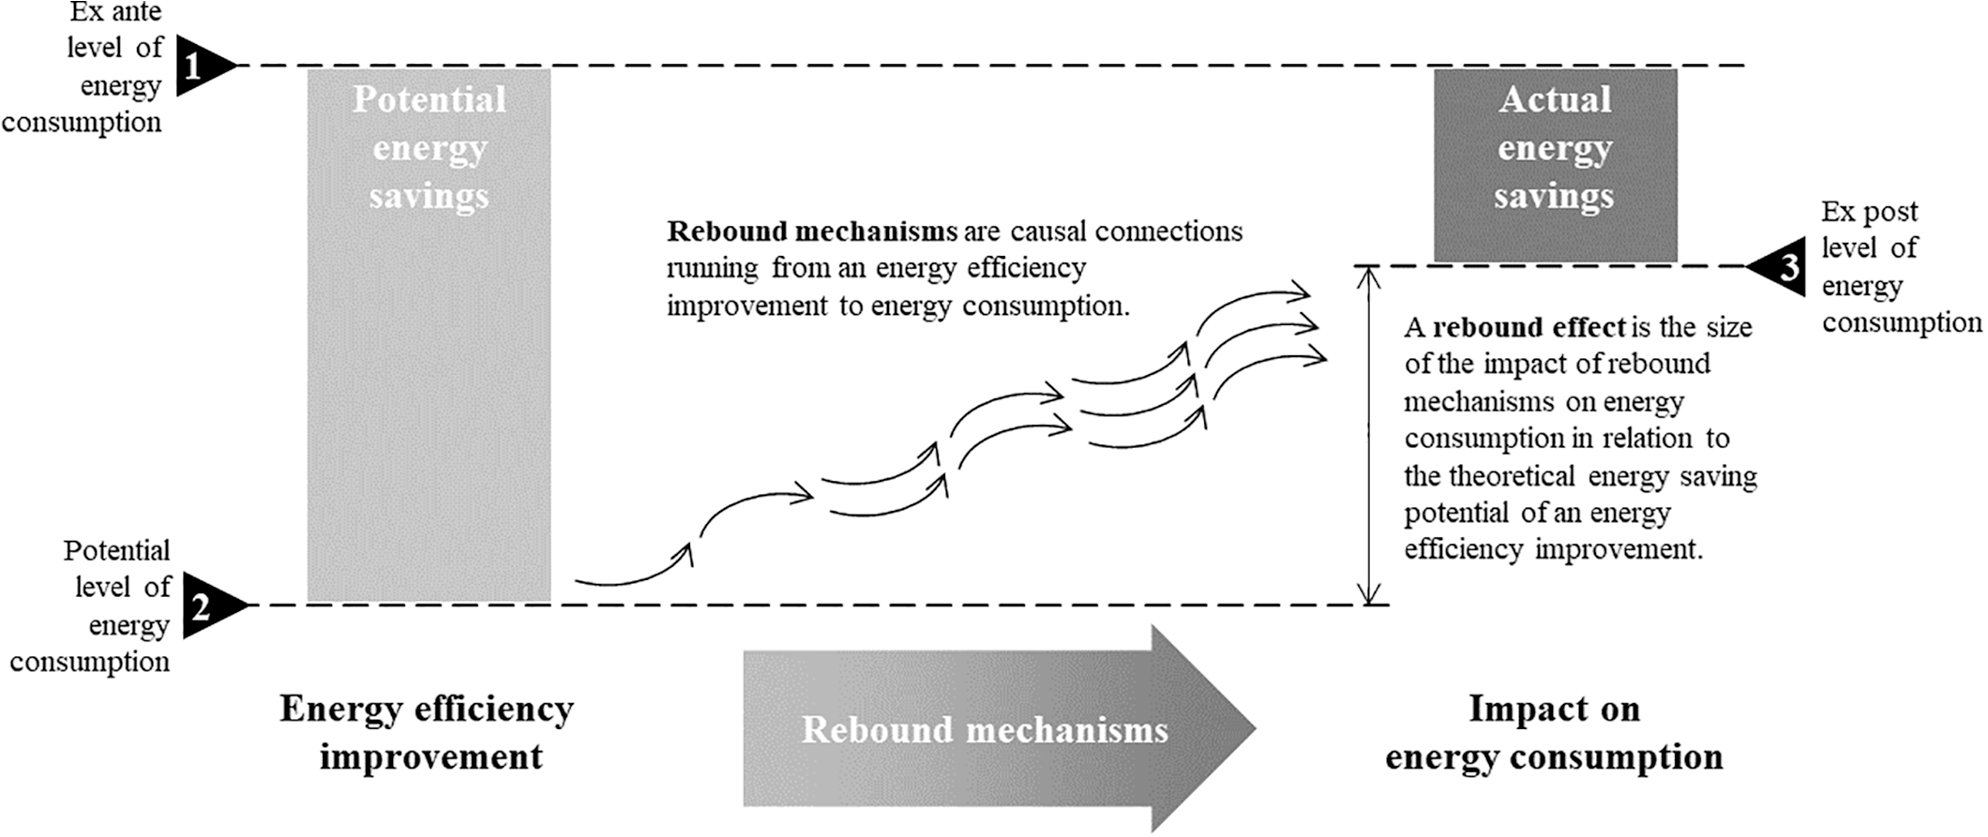 Ex ante
level of
energy
consumption
1
Potential
energy
savings
Actual
energy
savings
Rebound mechanisms are causal connections
running from an energy efficiency
improvement to energy consumption.
Ex post
level of
energy
consumption
3
A rebound effect is the size
of the impact of rebound
mechanisms on energy
consumption in relation to
the theoretical energy saving
potential of an energy
efficiency improvement.
Potential
level of
energy
consumption
2
Energy efficiency
improvement
Rebound mechanisms
Impact on
energy consumption